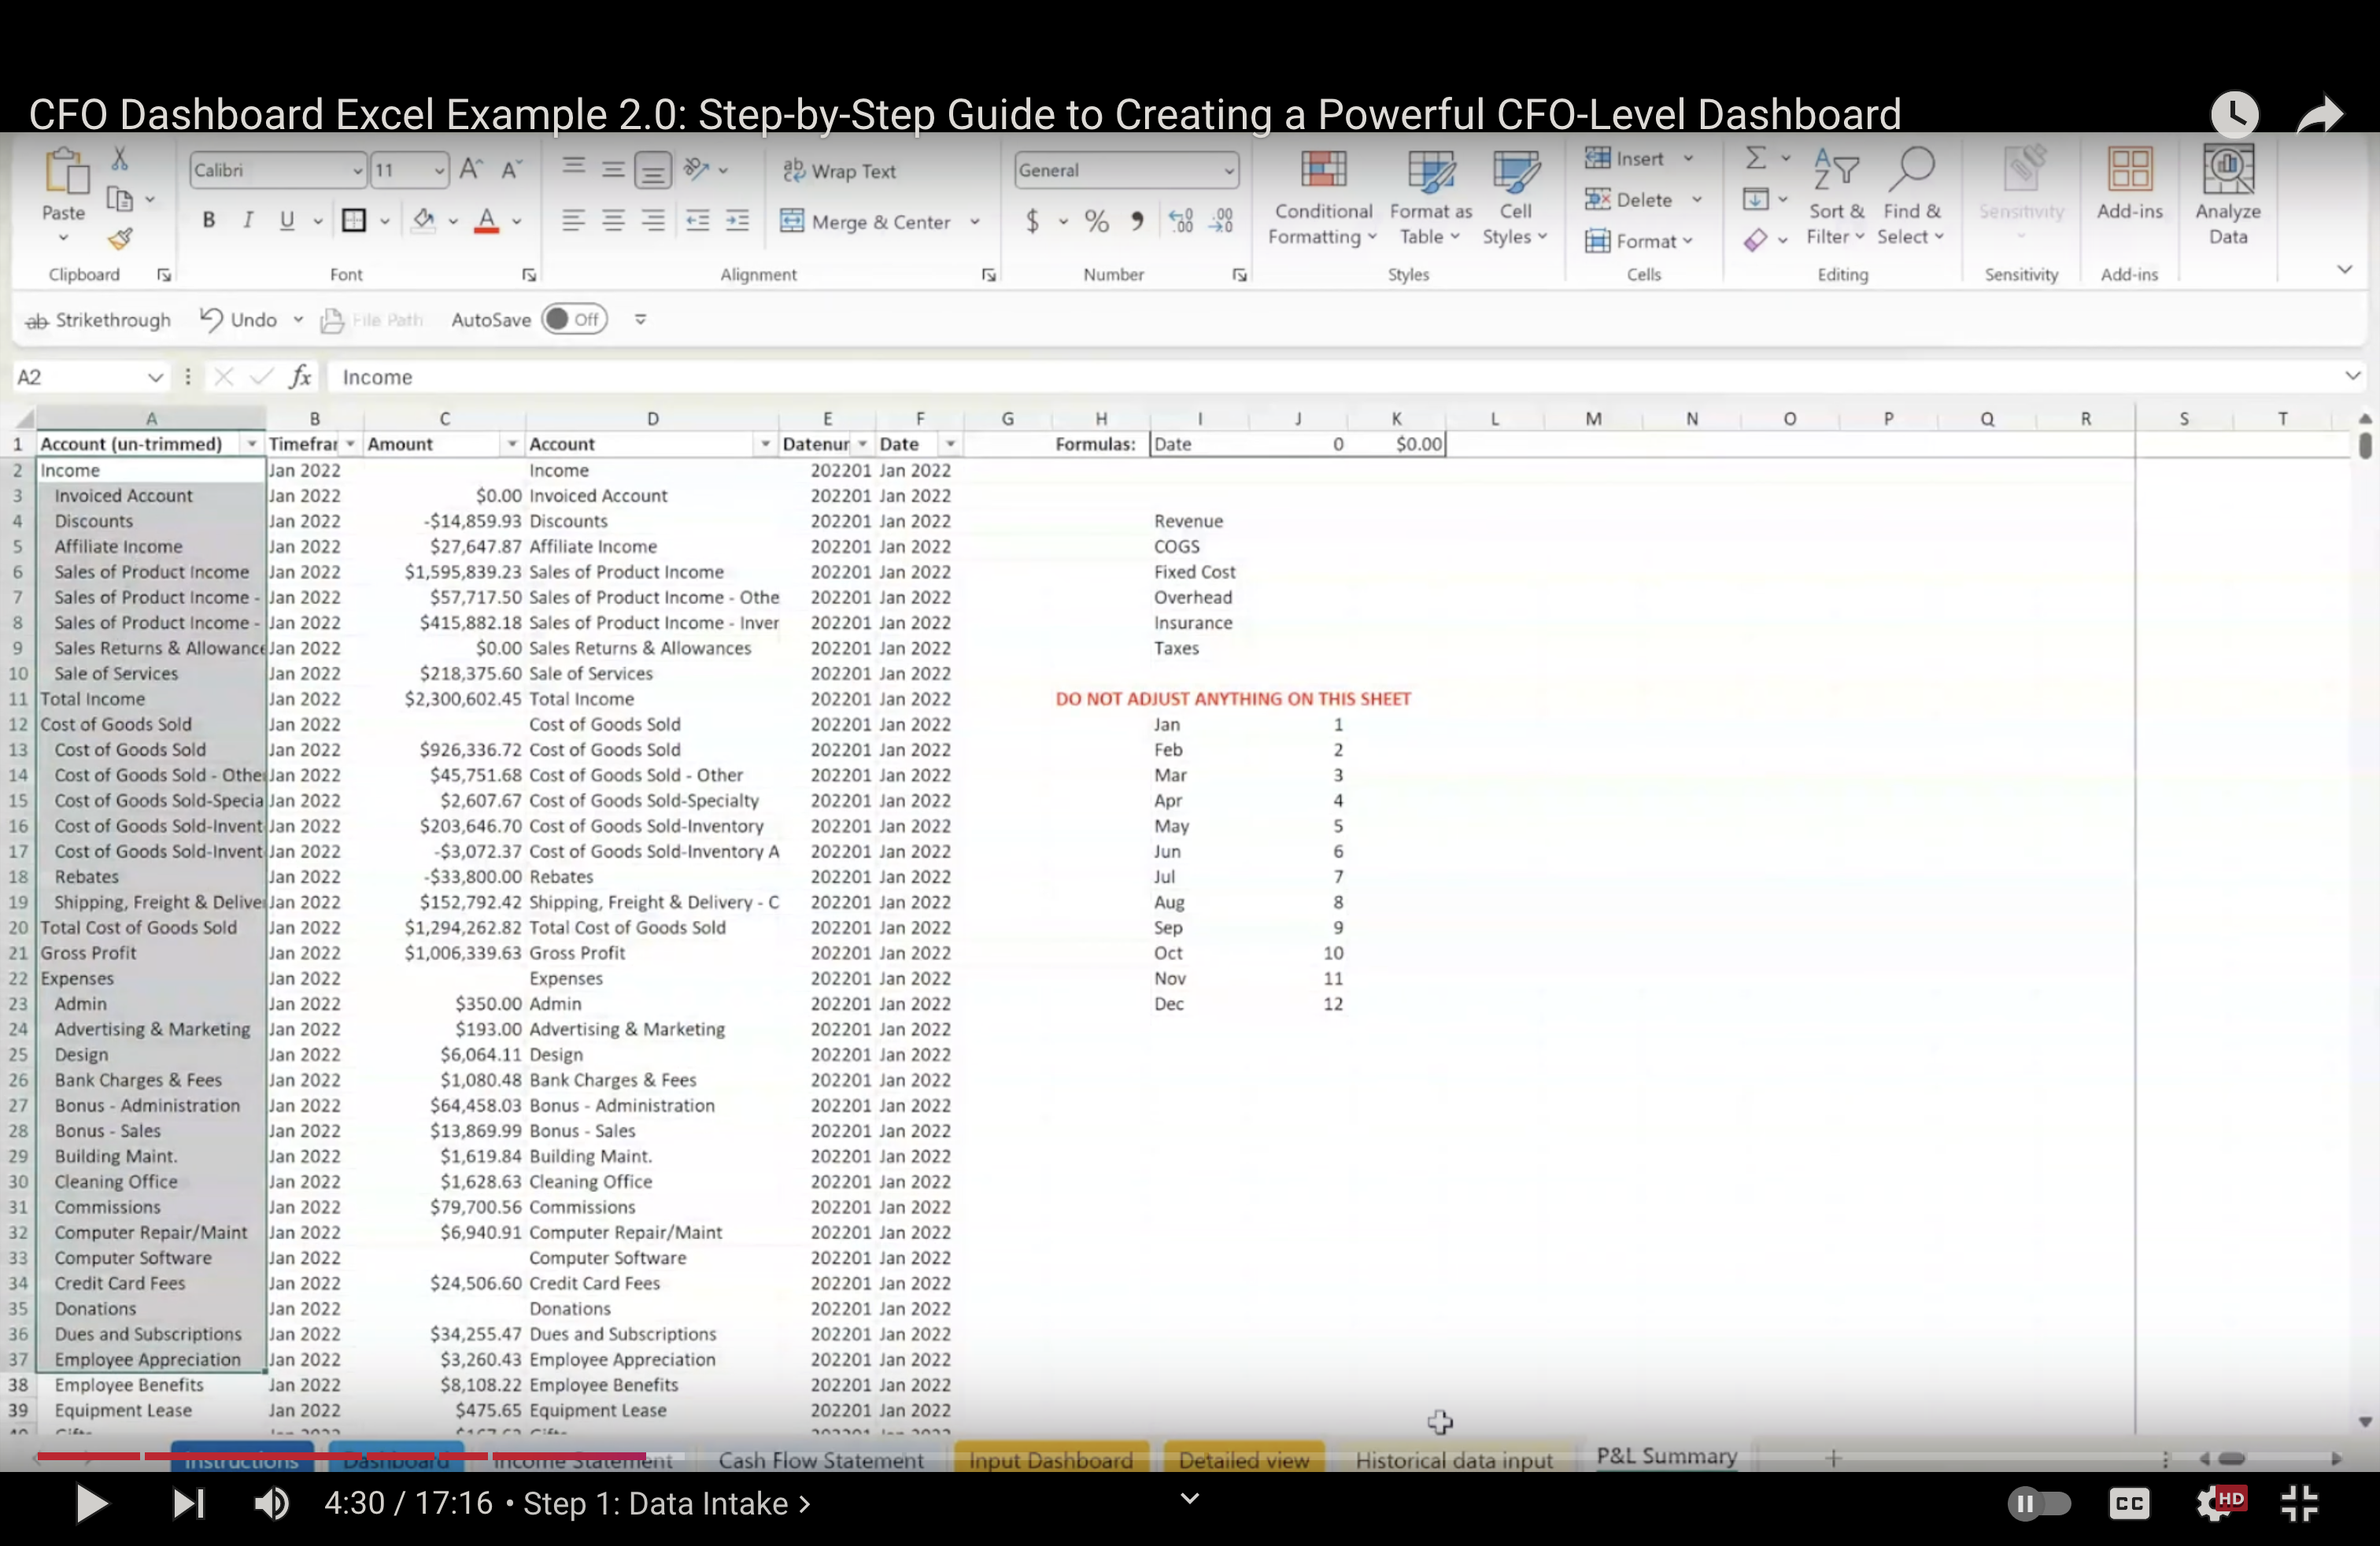 CFO Dashboard Excel Example 2.0: Step-by-Step Guide to Creating a Powerful CFO-Level Dashboard
Calibri 11 Wrap Text General Insert
Paste B I U Merge & Center $ % Conditional Formatting Format as Table Cell Styles Delete Format Sort & Filter Find & Select Sensitivity Add-ins Analyze Data
Clipboard Font Alignment Number Styles Cells Editing Sensitivity Add-ins
Strikethrough Undo File Path AutoSave Off
A2 fx Income
A B C D E F G H I J K L M N O P Q R S T
1 Account (un-trimmed) Timefrar Amount Account Datenur Date Formulas: Date 0 $0.00
2 Income Jan 2022 Income 202201 Jan 2022
3 Invoiced Account Jan 2022 $0.00 Invoiced Account 202201 Jan 2022
4 Discounts Jan 2022 -$14,859.93 Discounts 202201 Jan 2022 Revenue
5 Affiliate Income Jan 2022 $27,647.87 Affiliate Income 202201 Jan 2022 COGS
6 Sales of Product Income Jan 2022 $1,595,839.23 Sales of Product Income 202201 Jan 2022 Fixed Cost
7 Sales of Product Income - Jan 2022 $57,717.50 Sales of Product Income - Othe 202201 Jan 2022 Overhead
8 Sales of Product Income - Jan 2022 $415,882.18 Sales of Product Income - Inver 202201 Jan 2022 Insurance
9 Sales Returns & Allowance Jan 2022 $0.00 Sales Returns & Allowances 202201 Jan 2022 Taxes
10 Sale of Services Jan 2022 $218,375.60 Sale of Services 202201 Jan 2022
11 Total Income Jan 2022 $2,300,602.45 Total Income 202201 Jan 2022 DO NOT ADJUST ANYTHING ON THIS SHEET
12 Cost of Goods Sold Jan 2022 Cost of Goods Sold 202201 Jan 2022 Jan 1
13 Cost of Goods Sold Jan 2022 $926,336.72 Cost of Goods Sold 202201 Jan 2022 Feb 2
14 Cost of Goods Sold - Othe Jan 2022 $45,751.68 Cost of Goods Sold - Other 202201 Jan 2022 Mar 3
15 Cost of Goods Sold-Specia Jan 2022 $2,607.67 Cost of Goods Sold-Specialty 202201 Jan 2022 Apr 4
16 Cost of Goods Sold-Invent Jan 2022 $203,646.70 Cost of Goods Sold-Inventory 202201 Jan 2022 May 5
17 Cost of Goods Sold-Invent Jan 2022 -$3,072.37 Cost of Goods Sold-Inventory A 202201 Jan 2022 Jun 6
18 Rebates Jan 2022 -$33,800.00 Rebates 202201 Jan 2022 Jul 7
19 Shipping, Freight & Delive Jan 2022 $152,792.42 Shipping, Freight & Delivery - C 202201 Jan 2022 Aug 8
20 Total Cost of Goods Sold Jan 2022 $1,294,262.82 Total Cost of Goods Sold 202201 Jan 2022 Sep 9
21 Gross Profit Jan 2022 $1,006,339.63 Gross Profit 202201 Jan 2022 Oct 10
22 Expenses Jan 2022 Expenses 202201 Jan 2022 Nov 11
23 Admin Jan 2022 $350.00 Admin 202201 Jan 2022 Dec 12
24 Advertising & Marketing Jan 2022 $193.00 Advertising & Marketing 202201 Jan 2022
25 Design Jan 2022 $6,064.11 Design 202201 Jan 2022
26 Bank Charges & Fees Jan 2022 $1,080.48 Bank Charges & Fees 202201 Jan 2022
27 Bonus - Administration Jan 2022 $64,458.03 Bonus - Administration 202201 Jan 2022
28 Bonus - Sales Jan 2022 $13,869.99 Bonus - Sales 202201 Jan 2022
29 Building Maint. Jan 2022 $1,619.84 Building Maint. 202201 Jan 2022
30 Cleaning Office Jan 2022 $1,628.63 Cleaning Office 202201 Jan 2022
31 Commissions Jan 2022 $79,700.56 Commissions 202201 Jan 2022
32 Computer Repair/Maint Jan 2022 $6,940.91 Computer Repair/Maint 202201 Jan 2022
33 Computer Software Jan 2022 Computer Software 202201 Jan 2022
34 Credit Card Fees Jan 2022 $24,506.60 Credit Card Fees 202201 Jan 2022
35 Donations Jan 2022 Donations 202201 Jan 2022
36 Dues and Subscriptions Jan 2022 $34,255.47 Dues and Subscriptions 202201 Jan 2022
37 Employee Appreciation Jan 2022 $3,260.43 Employee Appreciation 202201 Jan 2022
38 Employee Benefits Jan 2022 $8,108.22 Employee Benefits 202201 Jan 2022
39 Equipment Lease Jan 2022 $475.65 Equipment Lease 202201 Jan 2022
Instructions Dashboard Income Statement Cash Flow Statement Input Dashboard Detailed view Historical data input P&L Summary
4:30 / 17:16 • Step 1: Data Intake > CC HD